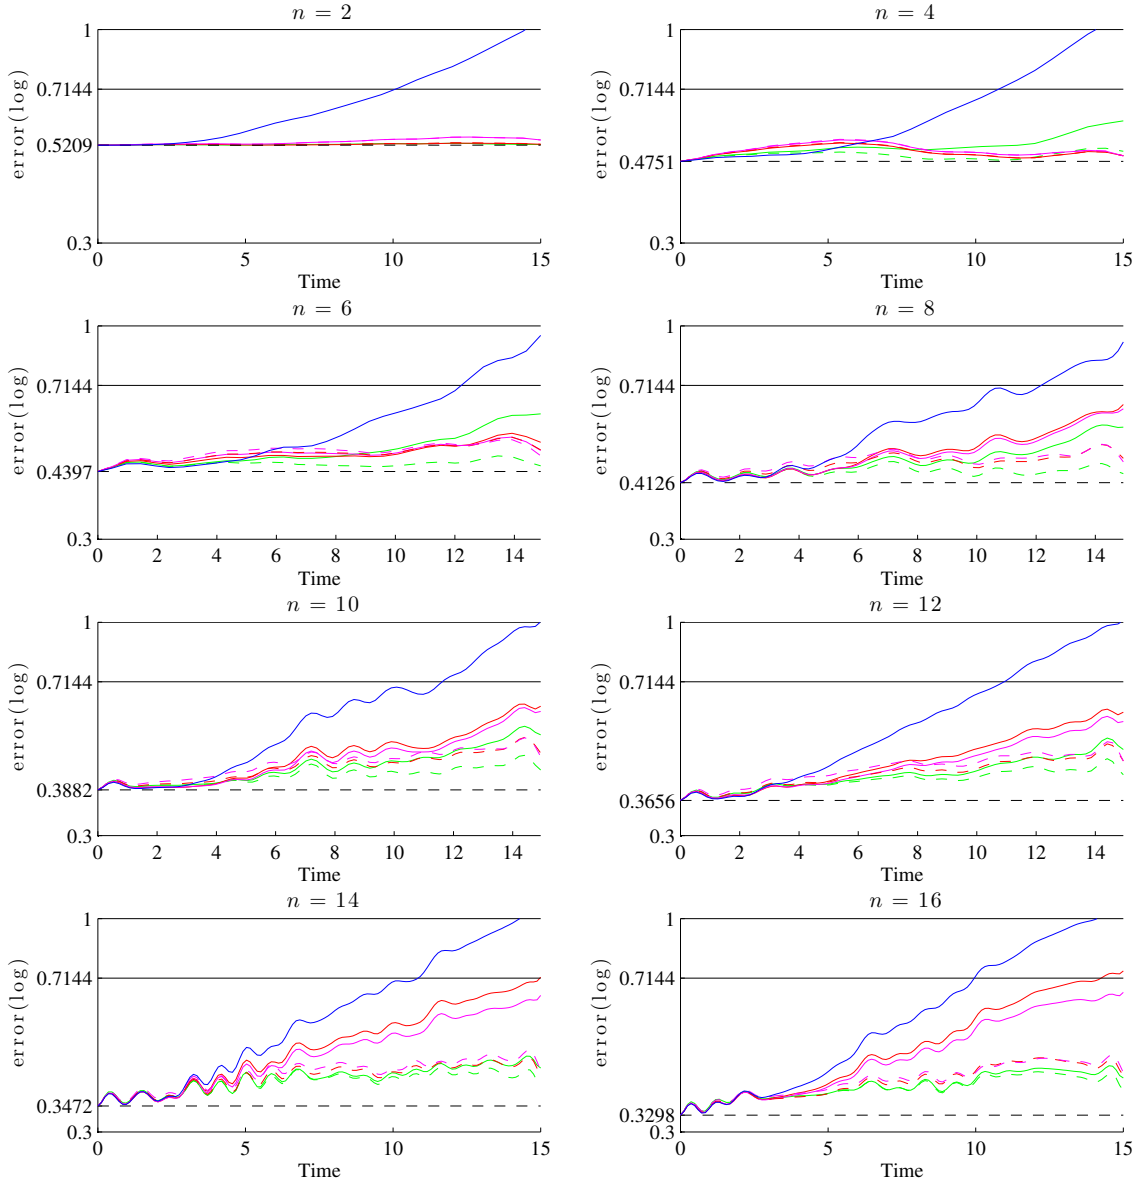 n = 2
1
0.7144
0.5209
0.3
error(log)
0 5 10 15
Time
n = 4
1
0.7144
0.4751
0.3
error(log)
0 5 10 15
Time
n = 6
1
0.7144
0.4397
0.3
error(log)
0 2 4 6 8 10 12 14
Time
n = 8
1
0.7144
0.4126
0.3
error(log)
0 2 4 6 8 10 12 14
Time
n = 10
1
0.7144
0.3882
0.3
error(log)
0 2 4 6 8 10 12 14
Time
n = 12
1
0.7144
0.3656
0.3
error(log)
0 2 4 6 8 10 12 14
Time
n = 14
1
0.7144
0.3472
0.3
error(log)
0 5 10 15
Time
n = 16
1
0.7144
0.3298
0.3
error(log)
0 5 10 15
Time